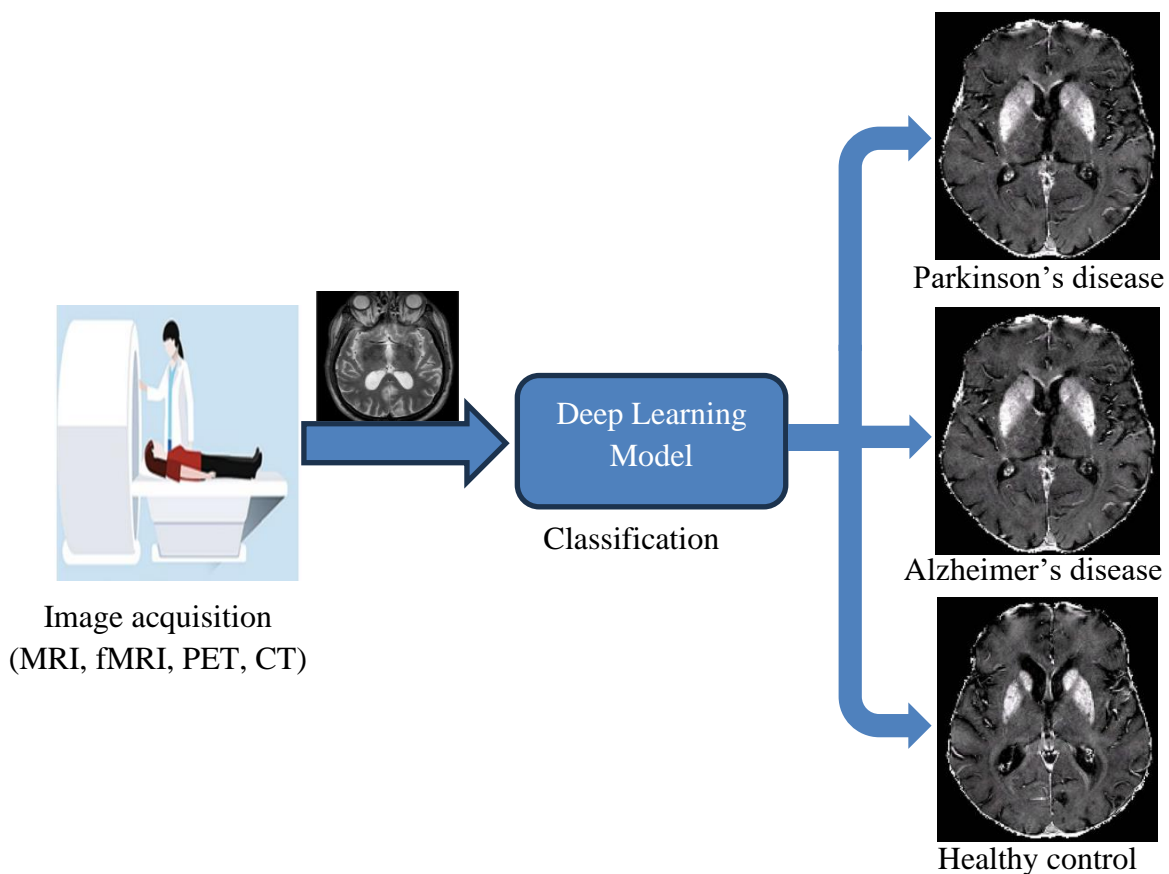 Parkinson’s disease
Deep Learning
Model
Classification
Alzheimer’s disease
Image acquisition
(MRI, fMRI, PET, CT)
Healthy control